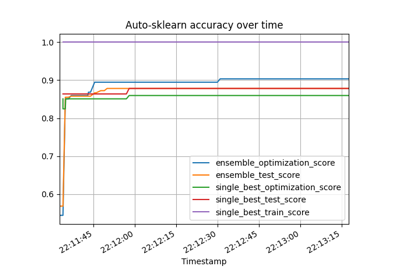 Auto-sklearn accuracy over time
1.0
0.9
0.8
0.7
0.6
ensemble_optimization_score
ensemble_test_score
single_best_optimization_score
single_best_test_score
single_best_train_score
22:11:45
22:12:00
22:12:15
22:12:30
22:12:45
22:13:00
22:13:15
Timestamp